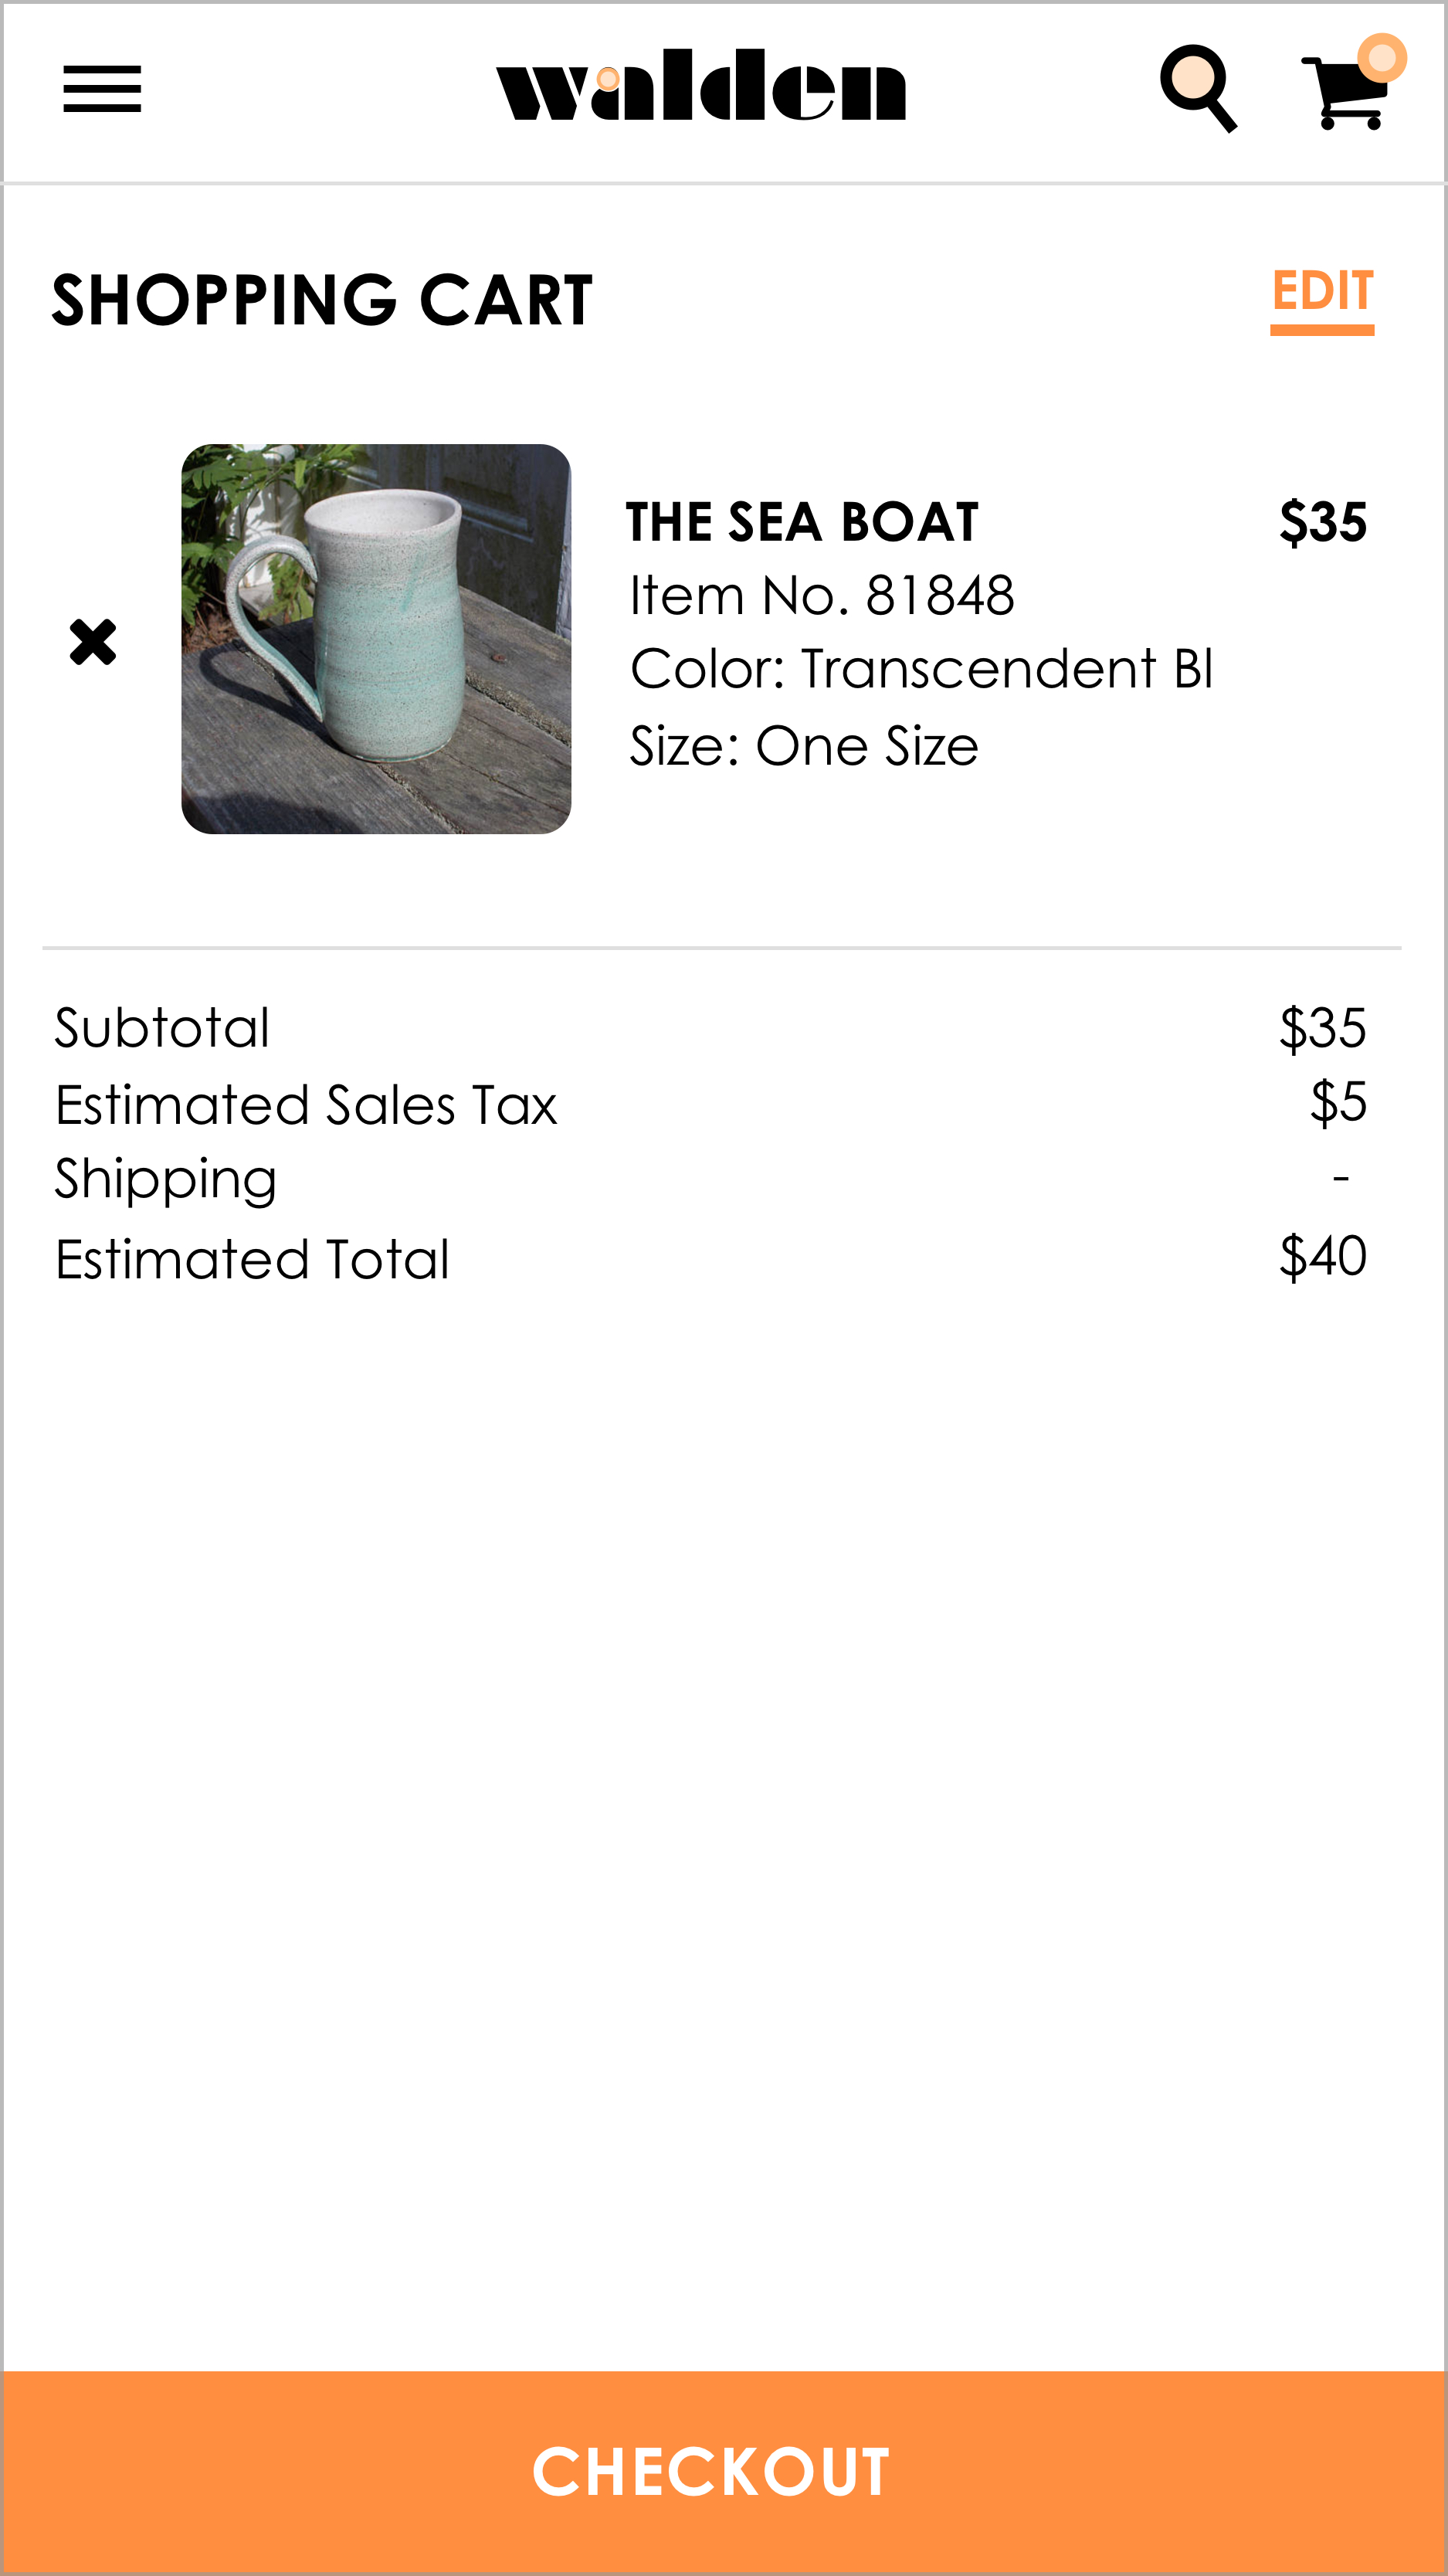 walden
SHOPPING CART
EDIT
THE SEA BOAT $35
Item No. 81848
Color: Transcendent Bl
Size: One Size
Subtotal $35
Estimated Sales Tax $5
Shipping -
Estimated Total $40
CHECKOUT